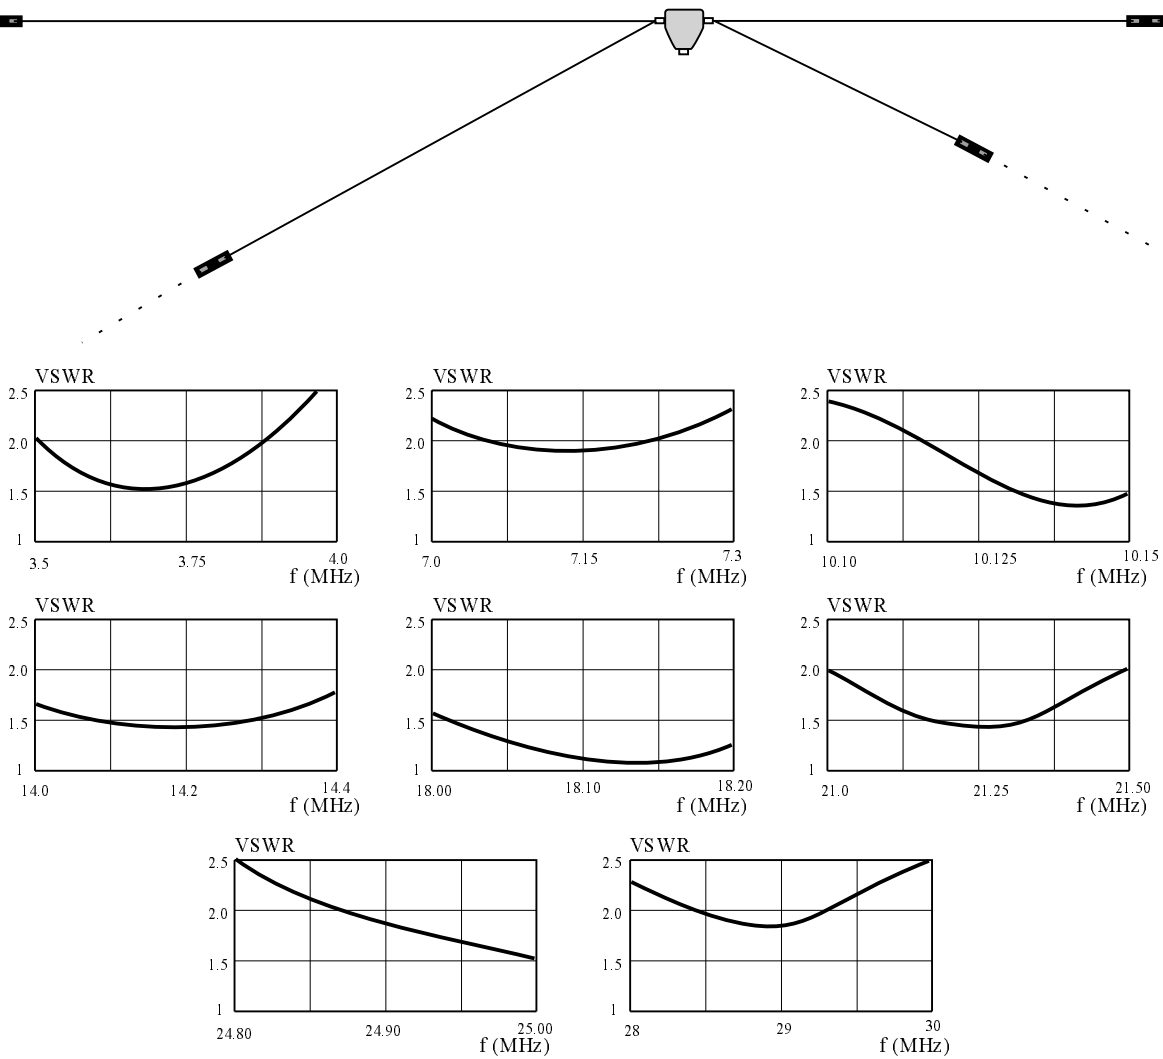 VSWR
2.5
2.0
1.5
1
3.5 3.75 4.0
f (MHz)
VSWR
2.5
2.0
1.5
1
7.0 7.15 7.3
f (MHz)
VSWR
2.5
2.0
1.5
1
10.10 10.125 10.15
f (MHz)
VSWR
2.5
2.0
1.5
1
14.0 14.2 14.4
f (MHz)
VSWR
2.5
2.0
1.5
1
18.00 18.10 18.20
f (MHz)
VSWR
2.5
2.0
1.5
1
21.0 21.25 21.50
f (MHz)
VSWR
2.5
2.0
1.5
1
24.80 24.90 25.00
f (MHz)
VSWR
2.5
2.0
1.5
1
28 29 30
f (MHz)